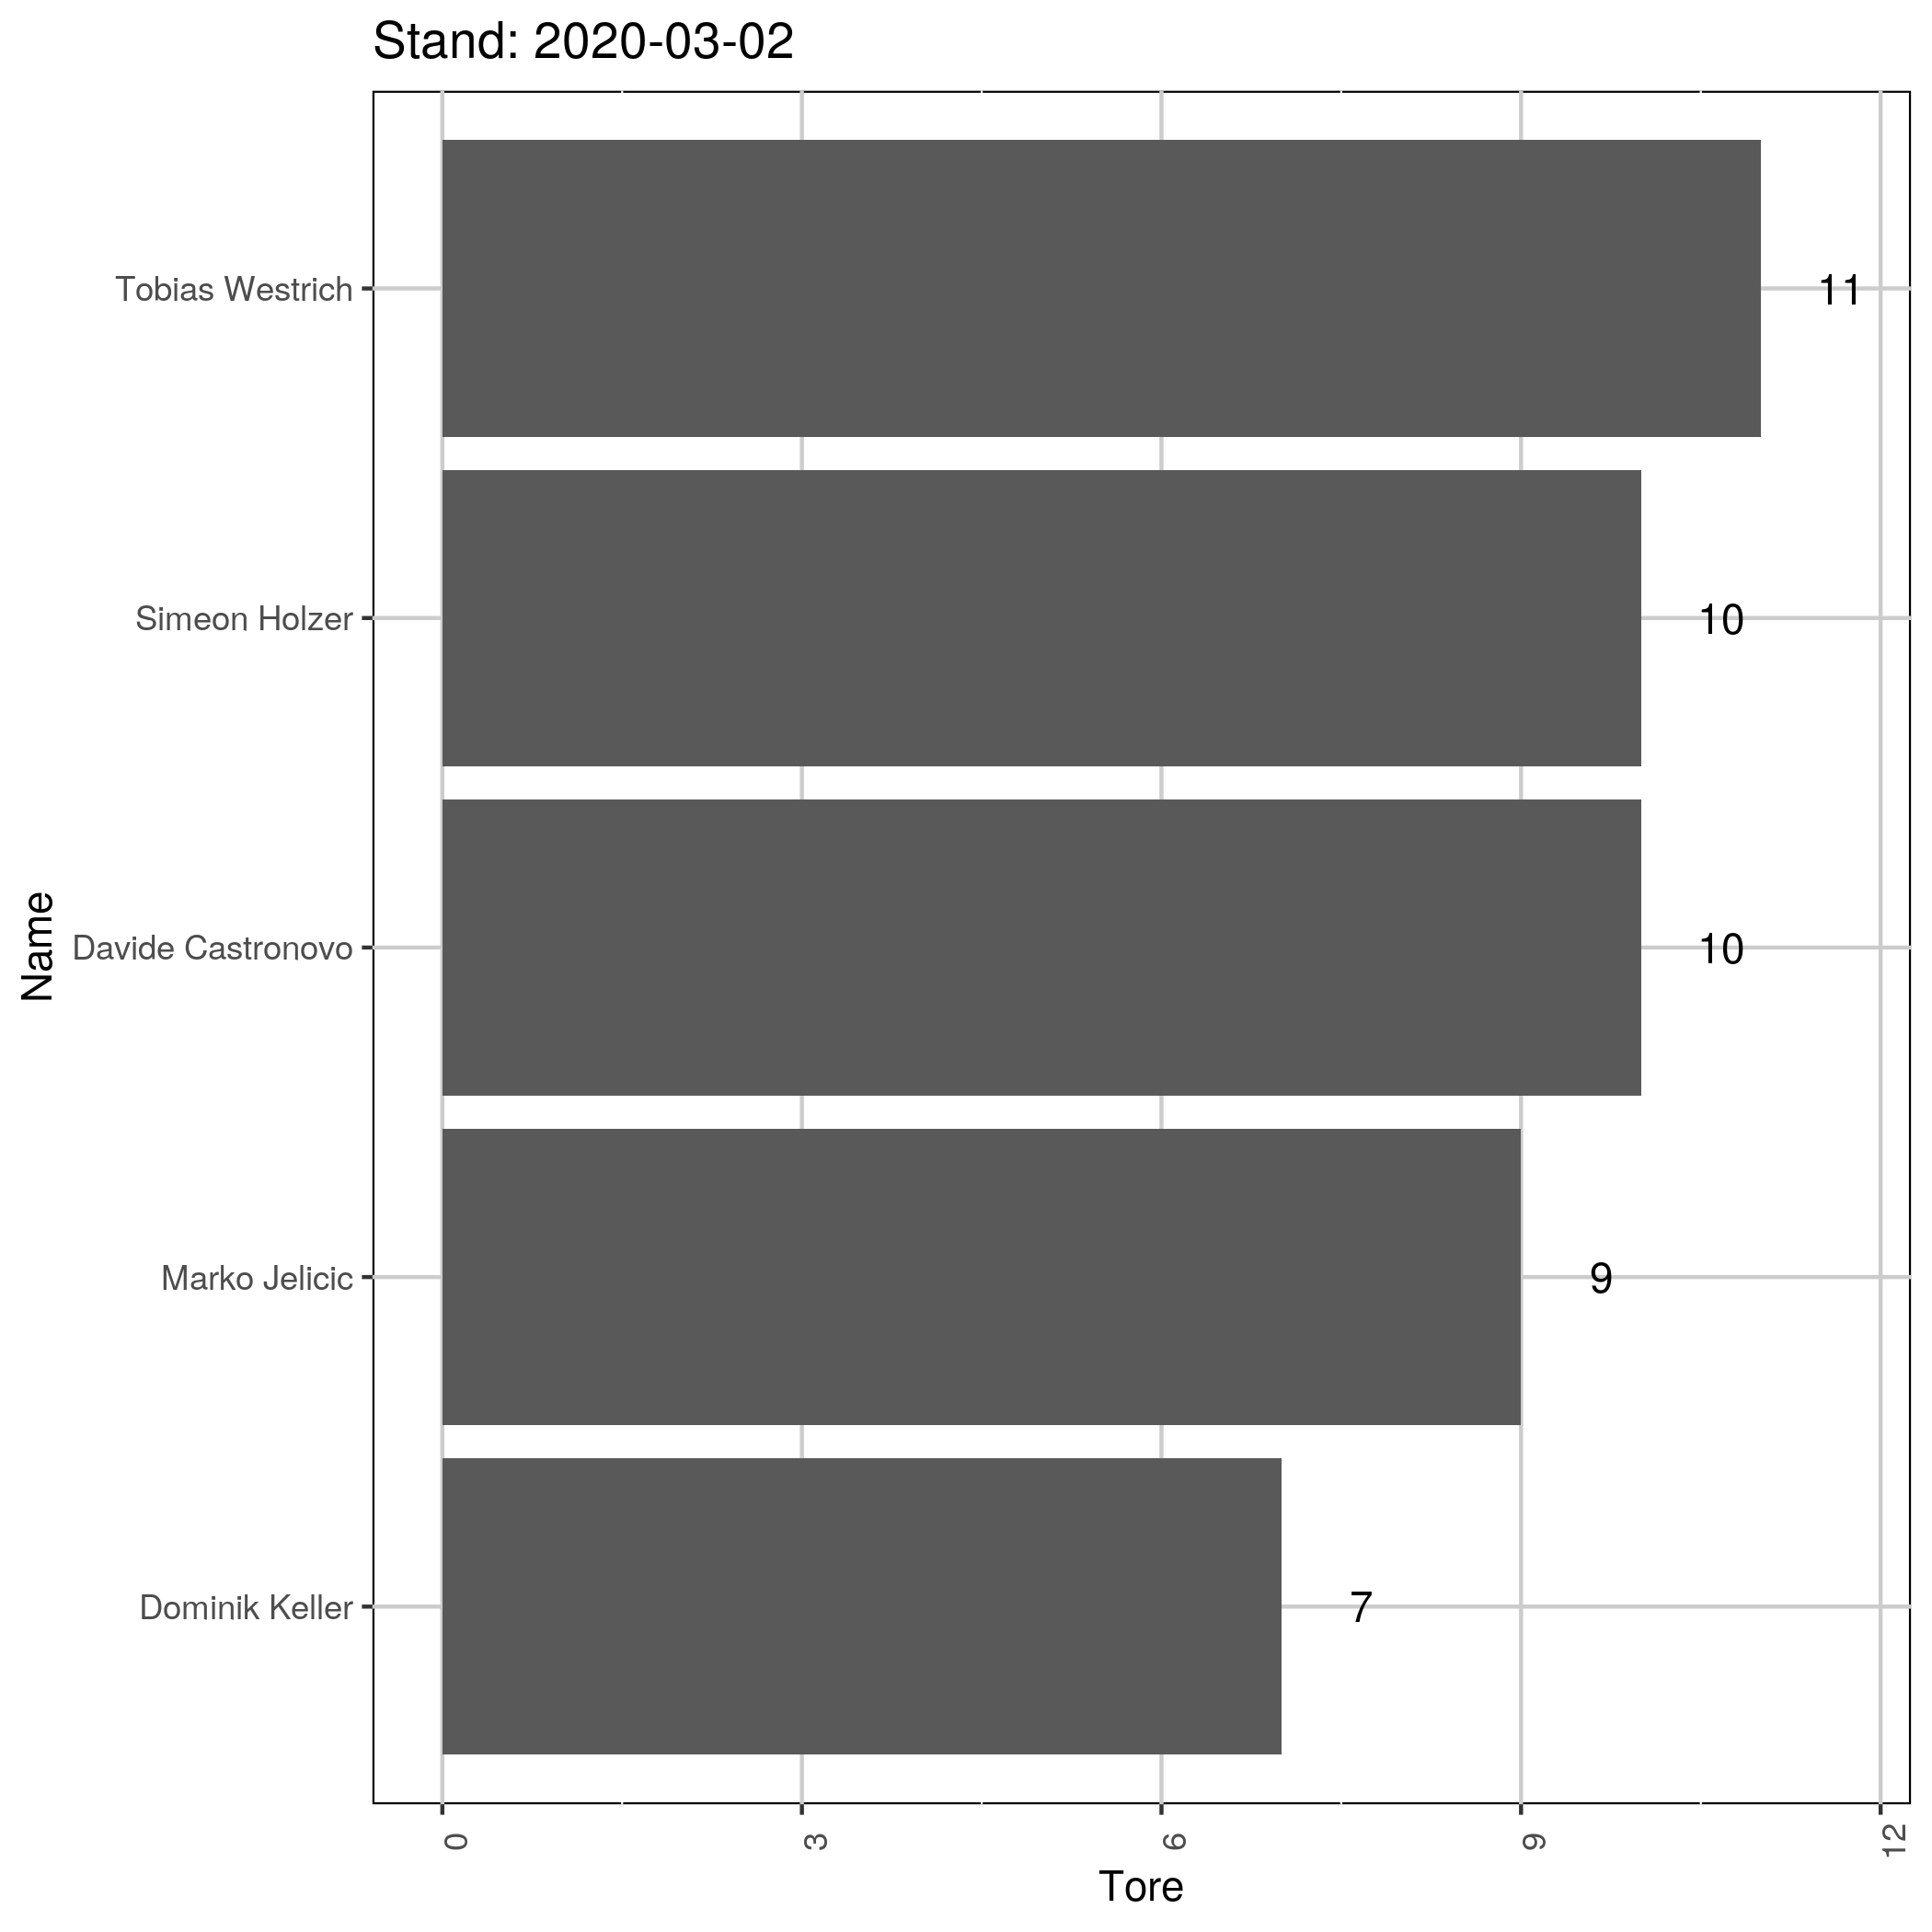 Stand: 2020-03-02
Name
Tobias Westrich
11
Simeon Holzer
10
Davide Castronovo
10
Marko Jelicic
9
Dominik Keller
7
0
3
6
9
12
Tore